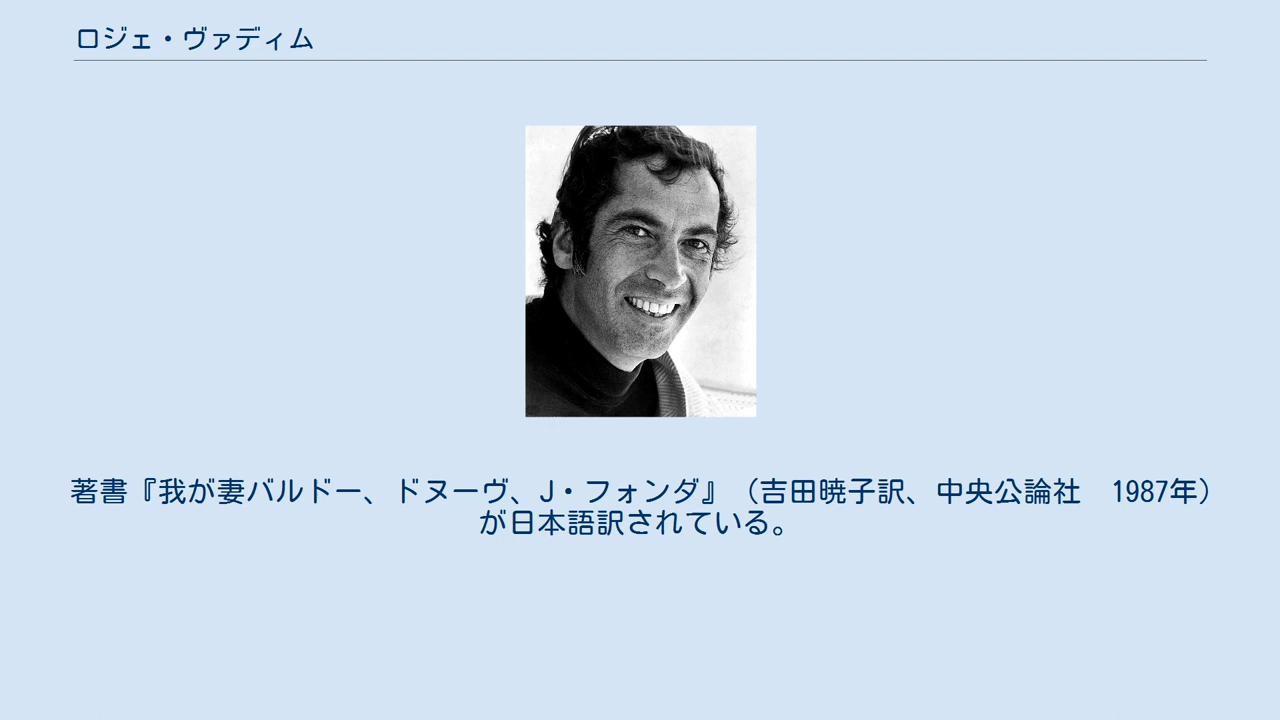 ロジェ・ヴァディム
著書『我が妻バルドー、ドヌーヴ、J・フォンダ』（吉田暁子訳、中央公論社　1987年）
が日本語訳されている。